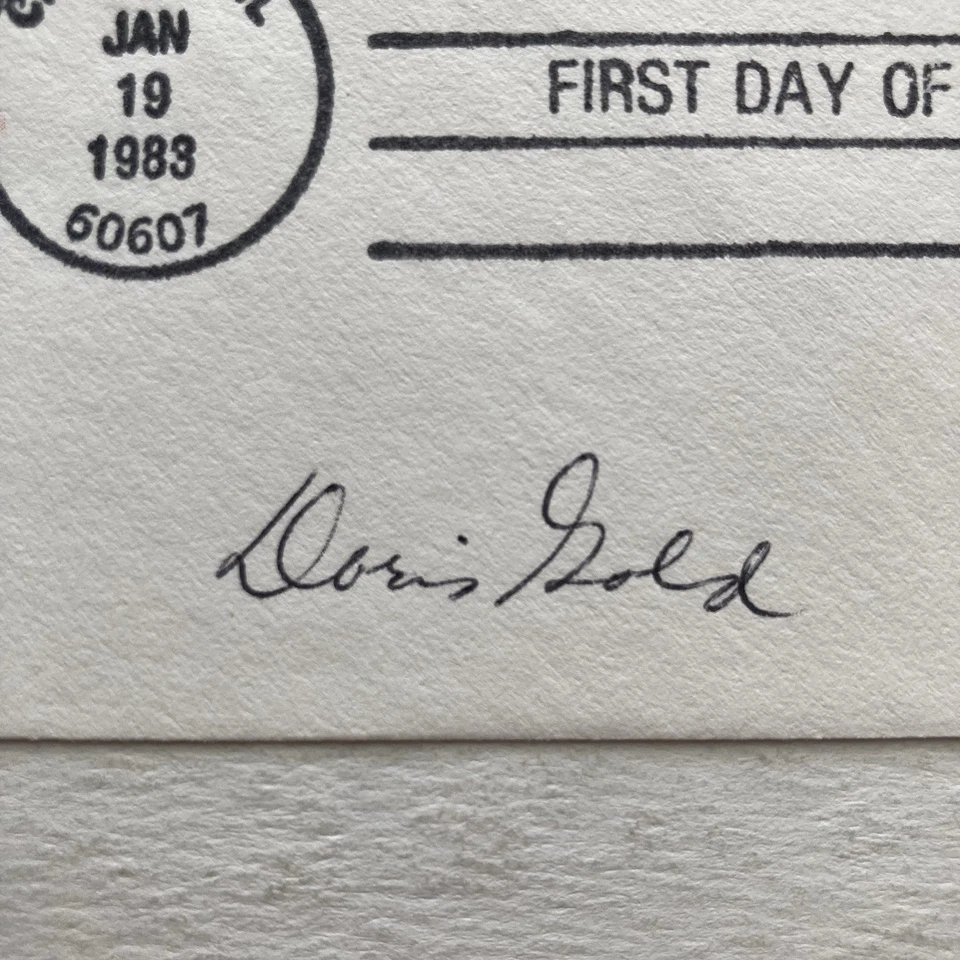 JAN
19
1983
60607
FIRST DAY OF
Doris Gold